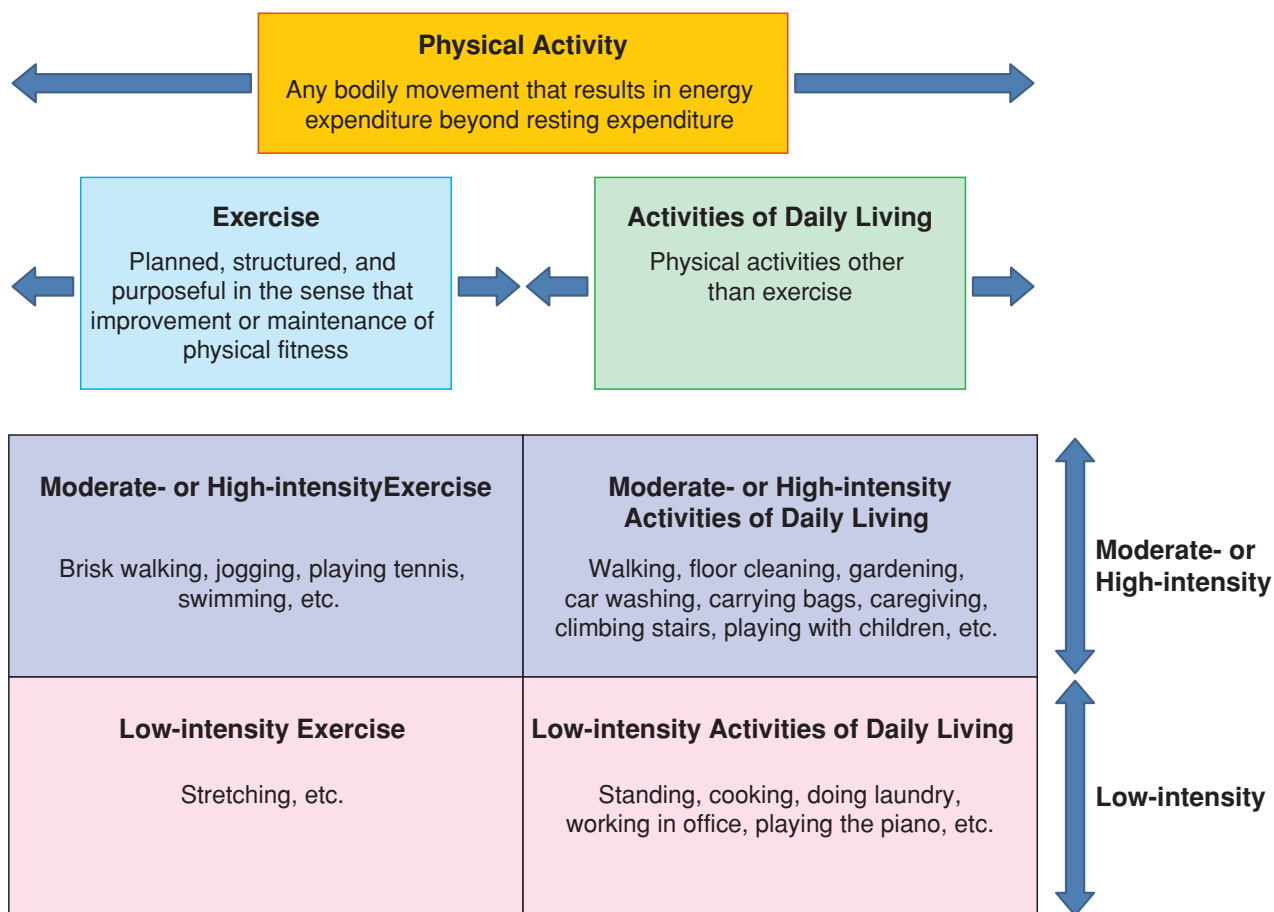 Physical Activity
Any bodily movement that results in energy
expenditure beyond resting expenditure
Exercise
Planned, structured, and
purposeful in the sense that
improvement or maintenance of
physical fitness
Activities of Daily Living
Physical activities other
than exercise
Moderate- or High-intensityExercise
Brisk walking, jogging, playing tennis,
swimming, etc.
Moderate- or High-intensity
Activities of Daily Living
Walking, floor cleaning, gardening,
car washing, carrying bags, caregiving,
climbing stairs, playing with children, etc.
Moderate- or
High-intensity
Low-intensity Exercise
Stretching, etc.
Low-intensity Activities of Daily Living
Standing, cooking, doing laundry,
working in office, playing the piano, etc.
Low-intensity